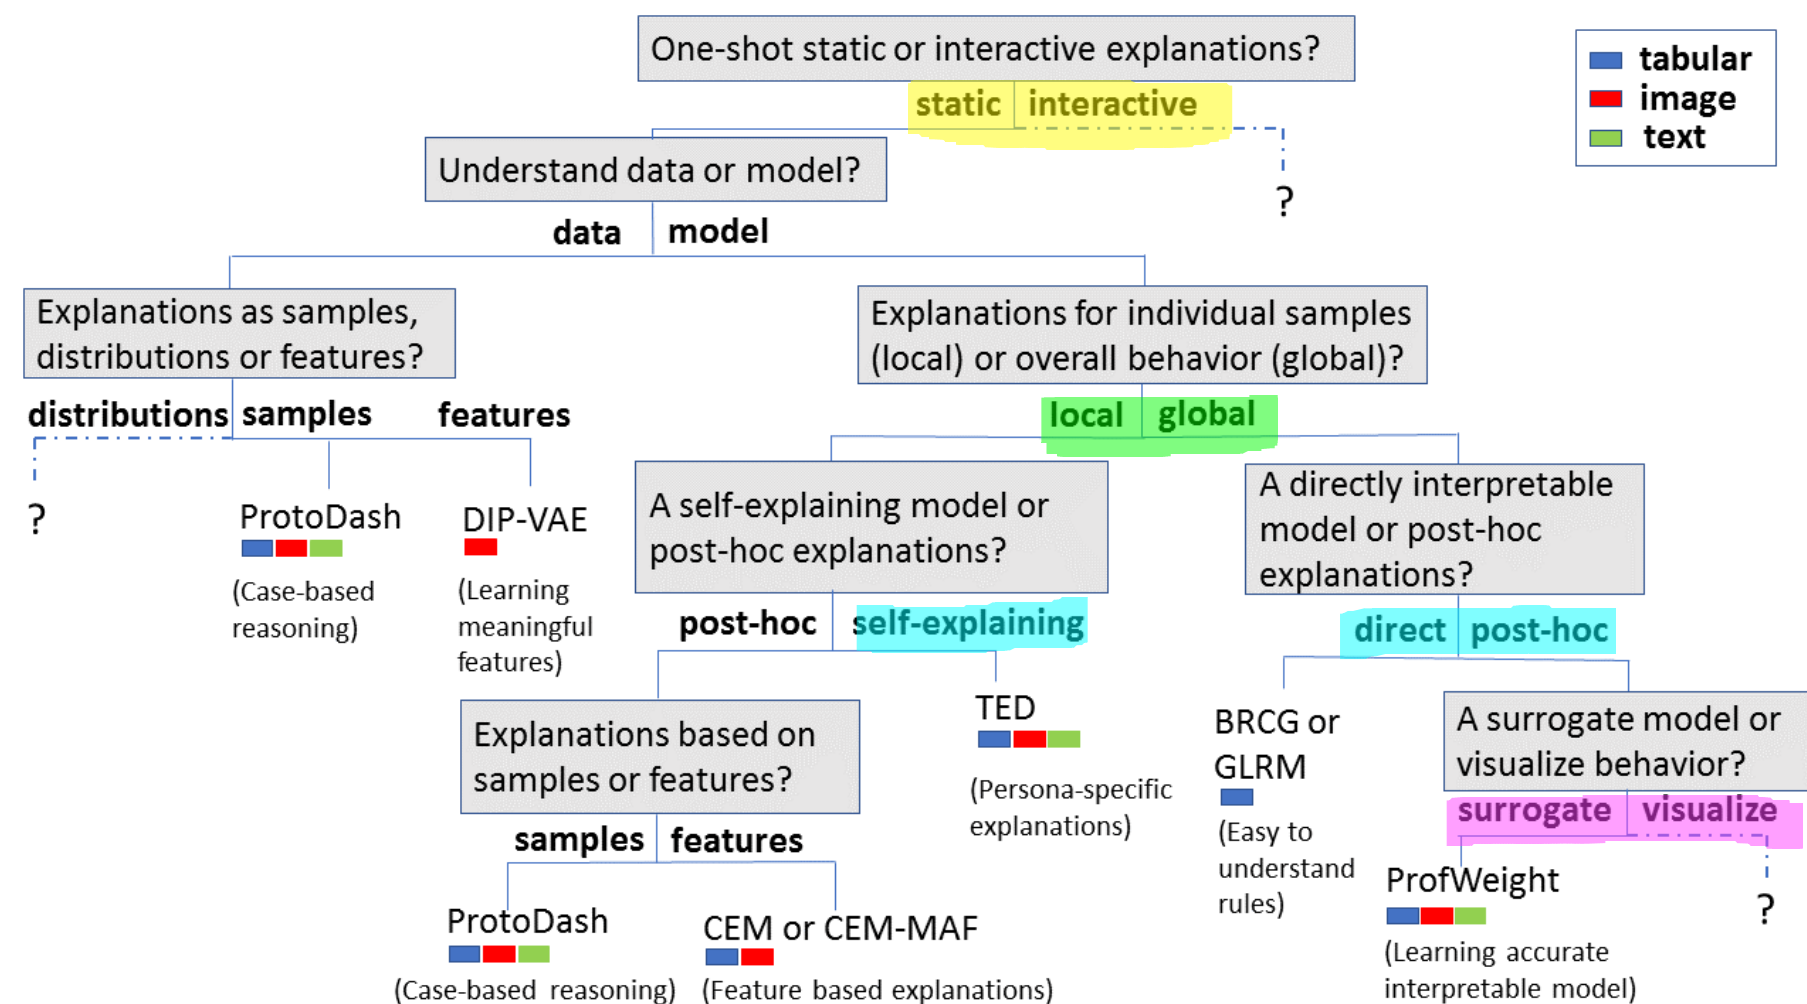 One-shot static or interactive explanations?
tabular
image
text
static interactive
Understand data or model?
?
data model
Explanations as samples,
distributions or features?
Explanations for individual samples
(local) or overall behavior (global)?
distributions samples features
local global
?
ProtoDash
(Case-based
reasoning)
DIP-VAE
(Learning
meaningful
features)
A self-explaining model or
post-hoc explanations?
A directly interpretable
model or post-hoc
explanations?
post-hoc self-explaining
direct post-hoc
Explanations based on
samples or features?
TED
(Persona-specific
explanations)
BRCG or
GLRM
(Easy to
understand
rules)
A surrogate model or
visualize behavior?
surrogate visualize
samples features
ProtoDash
(Case-based reasoning)
CEM or CEM-MAF
(Feature based explanations)
ProfWeight
(Learning accurate
interpretable model)
?